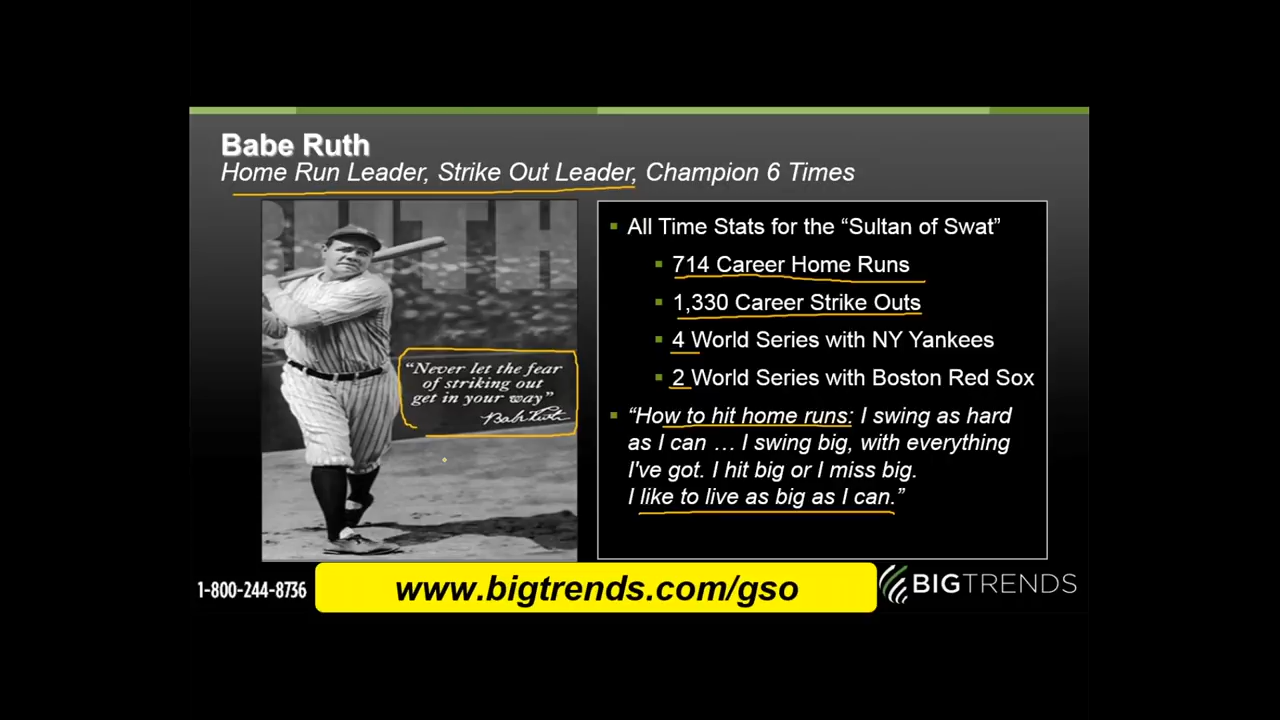 Babe Ruth
Home Run Leader, Strike Out Leader, Champion 6 Times
RUTH
“Never let the fear
of striking out
get in your way”
Babe Ruth
All Time Stats for the “Sultan of Swat”
714 Career Home Runs
1,330 Career Strike Outs
4 World Series with NY Yankees
2 World Series with Boston Red Sox
“How to hit home runs: I swing as hard
as I can … I swing big, with everything
I've got. I hit big or I miss big.
I like to live as big as I can.”
1-800-244-8736
www.bigtrends.com/gso
BIGTRENDS